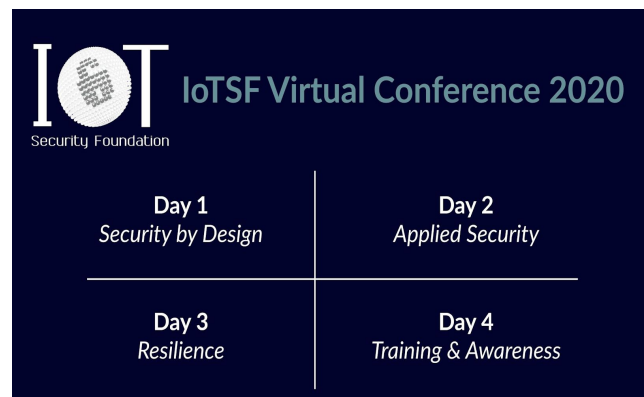 IOT
Security Foundation
IoTSF Virtual Conference 2020
Day 1
Security by Design
Day 2
Applied Security
Day 3
Resilience
Day 4
Training & Awareness